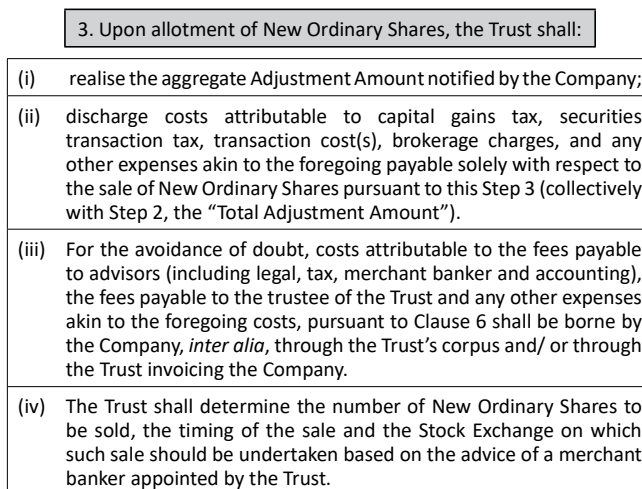 3. Upon allotment of New Ordinary Shares, the Trust shall:
(i) realise the aggregate Adjustment Amount notified by the Company;
(ii) discharge costs attributable to capital gains tax, securities
transaction tax, transaction cost(s), brokerage charges, and any
other expenses akin to the foregoing payable solely with respect to
the sale of New Ordinary Shares pursuant to this Step 3 (collectively
with Step 2, the “Total Adjustment Amount”).
(iii) For the avoidance of doubt, costs attributable to the fees payable
to advisors (including legal, tax, merchant banker and accounting),
the fees payable to the trustee of the Trust and any other expenses
akin to the foregoing costs, pursuant to Clause 6 shall be borne by
the Company, inter alia, through the Trust’s corpus and/ or through
the Trust invoicing the Company.
(iv) The Trust shall determine the number of New Ordinary Shares to
be sold, the timing of the sale and the Stock Exchange on which
such sale should be undertaken based on the advice of a merchant
banker appointed by the Trust.